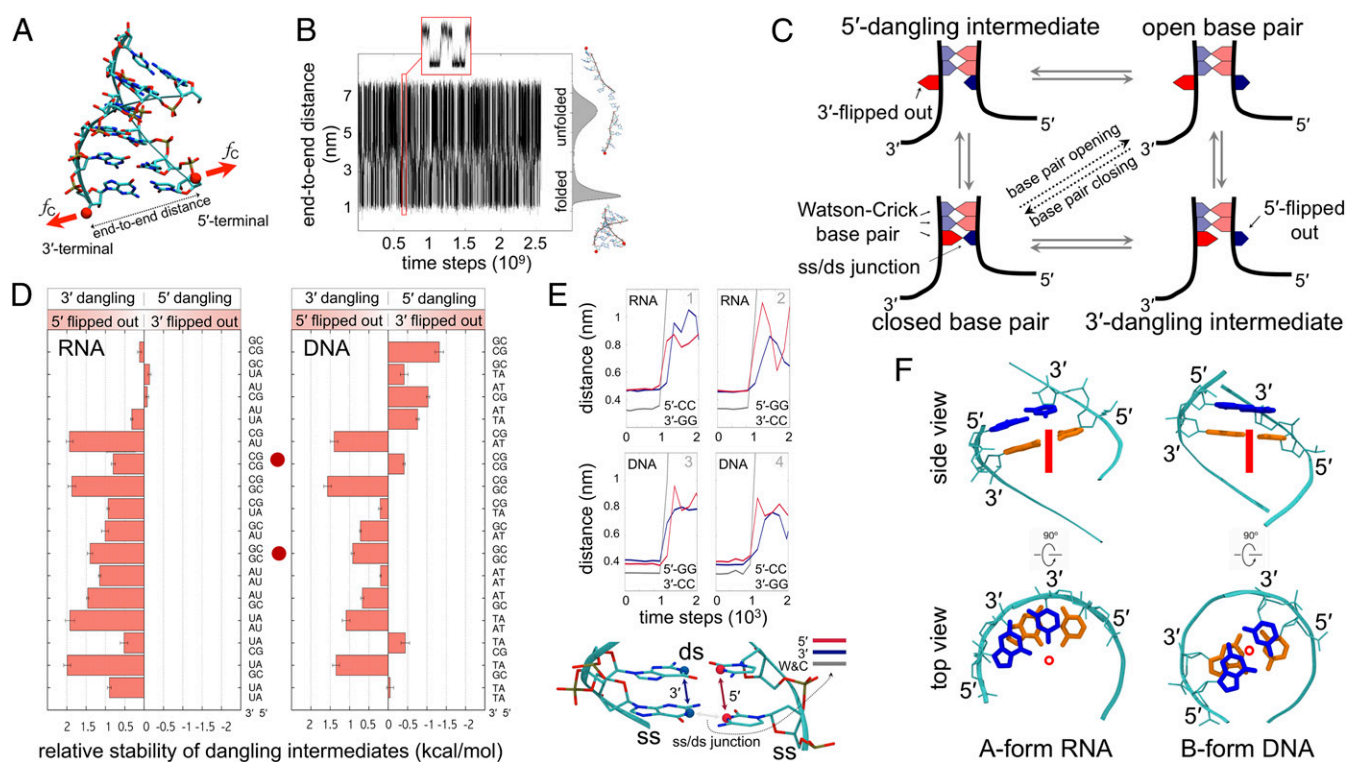 A
fC
fC
end-to-end distance
5′-terminal
3′-terminal
B
end-to-end distance
(nm)
7
5
3
1
unfolded
folded
0.5 1 1.5 2 2.5
time steps (10⁹)
C
5′-dangling intermediate
open base pair
3′-flipped out
5′
3′
base pair opening
base pair closing
Watson-Crick
base pair
5′-flipped
out
ss/ds junction
5′
3′
3′
closed base pair
3′-dangling intermediate
D
3′ dangling
5′ dangling
5′ flipped out
3′ flipped out
RNA
GC
CG
GC
UA
AU
CG
AU
UA
CG
AU
CG
CG
CG
GC
CG
UA
GC
AU
GC
GC
AU
AU
AU
GC
UA
AU
UA
CG
UA
GC
UA
UA
3′ 5′
2 1.5 1 0.5 0 -0.5 -1 -1.5 -2
3′ dangling
5′ dangling
5′ flipped out
3′ flipped out
DNA
GC
CG
GC
TA
AT
CG
AT
TA
CG
AT
CG
CG
CG
GC
CG
TA
GC
AT
GC
GC
AT
AT
AT
GC
TA
AT
TA
CG
TA
GC
TA
TA
3′ 5′
2 1.5 1 0.5 0 -0.5 -1 -1.5 -2
relative stability of dangling intermediates (kcal/mol)
E
distance (nm)
1
0.8
0.6
0.4
RNA 1
5′-CC
3′-GG
0 1 2
RNA 2
5′-GG
3′-CC
0 1 2
distance (nm)
1
0.8
0.6
0.4
DNA 3
5′-GG
3′-CC
0 1 2
DNA 4
5′-CC
3′-GG
0 1 2
time steps (10³)
ds
5′
3′
W&C
3′
5′
ss
ss/ds junction
ss
F
side view
3′
5′
3′
5′
3′
5′
3′
5′
90°
90°
top view
3′
5′
5′
3′
5′
5′
A-form RNA
B-form DNA